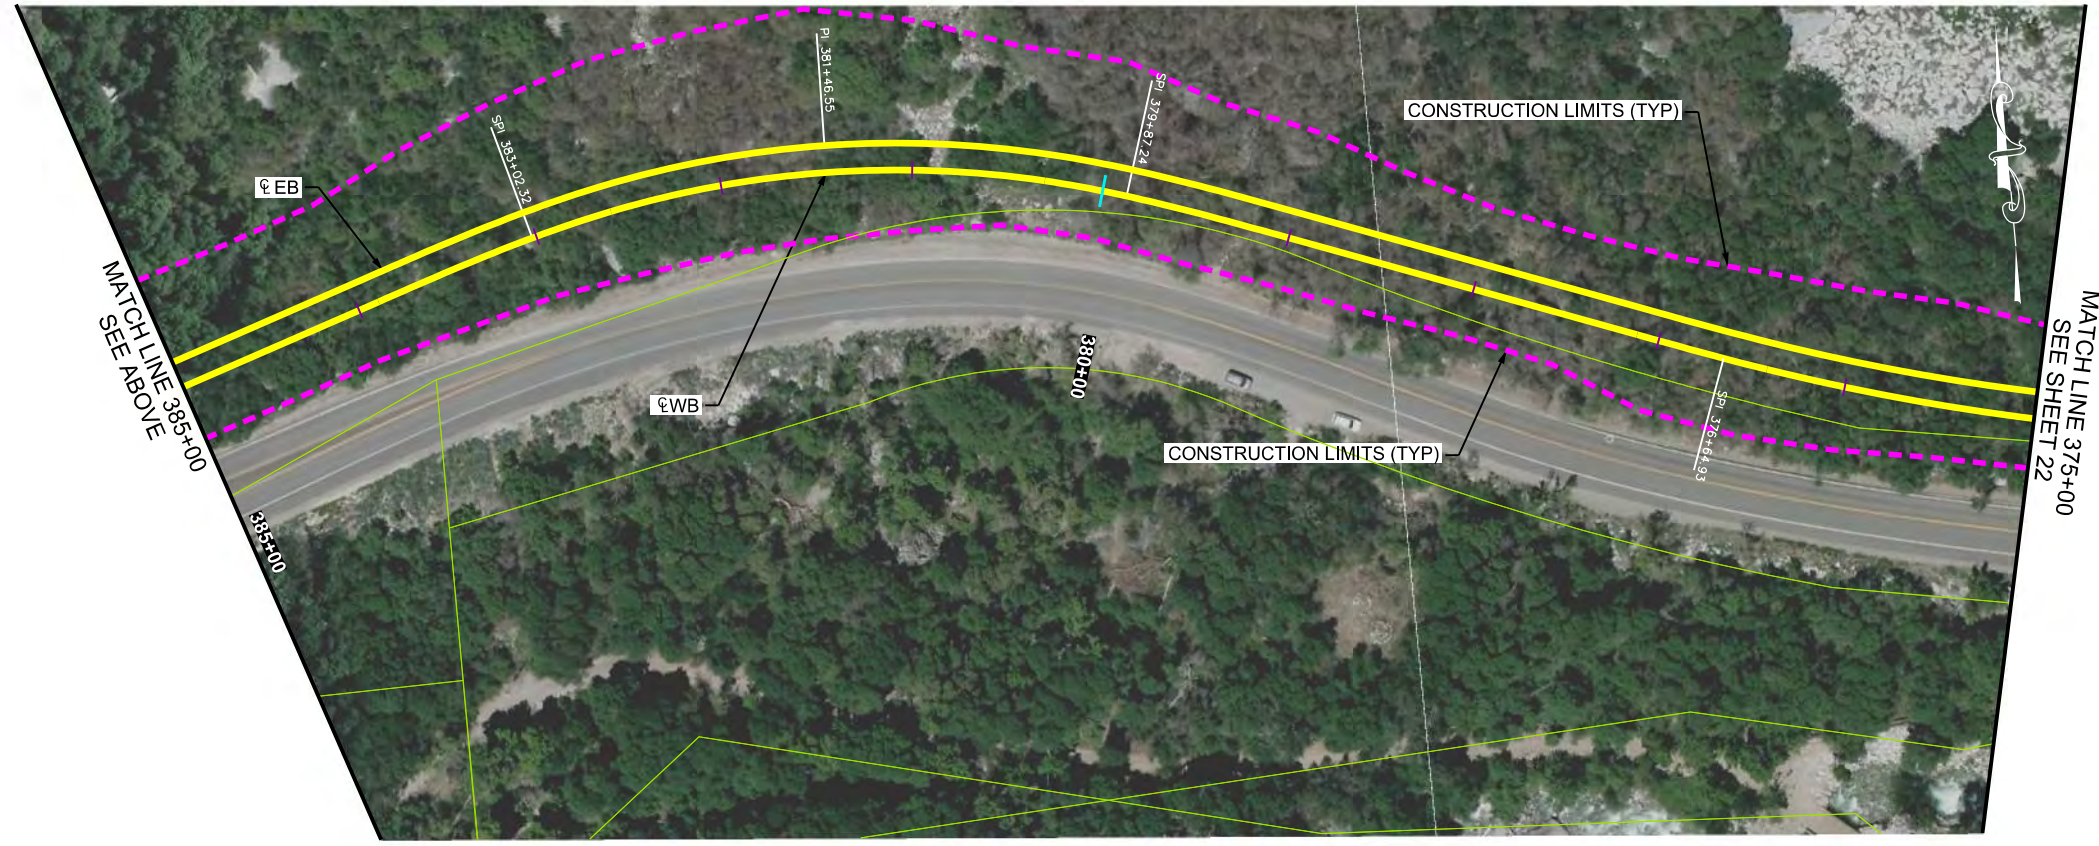 PI 381+46.55
SPI 379+87.24
CONSTRUCTION LIMITS (TYP)
SPI 383+02.32
℄ EB
MATCH LINE 385+00
SEE ABOVE
MATCH LINE 375+00
SEE SHEET 22
380+00
℄ WB
CONSTRUCTION LIMITS (TYP)
SPI 376+64.93
385+00